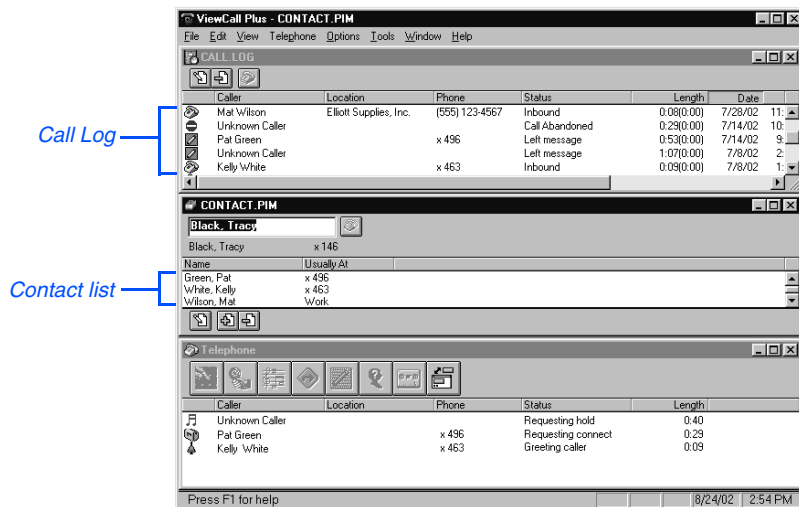 ViewCall Plus - CONTACT.PIM
File Edit View Telephone Options Tools Window Help
CALL.LOG
Caller Location Phone Status Length Date
Mat Wilson Elliott Supplies, Inc. (555) 123-4567 Inbound 0:08(0:00) 7/28/02 11:
Unknown Caller Call Abandoned 0:29(0:00) 7/14/02 10:
Call Log
Pat Green x 496 Left message 0:53(0:00) 7/14/02 9:
Unknown Caller Left message 1:07(0:00) 7/8/02 2:
Kelly White x 463 Inbound 0:09(0:00) 7/8/02 1:
CONTACT.PIM
Black, Tracy
Black, Tracy x 146
Name Usually At
Green, Pat x 496
Contact list
White, Kelly x 463
Wilson, Mat Work
Telephone
Caller Location Phone Status Length
Unknown Caller Requesting hold 0:40
Pat Green x 496 Requesting connect 0:29
Kelly White x 463 Greeting caller 0:09
Press F1 for help 8/24/02 2:54 PM